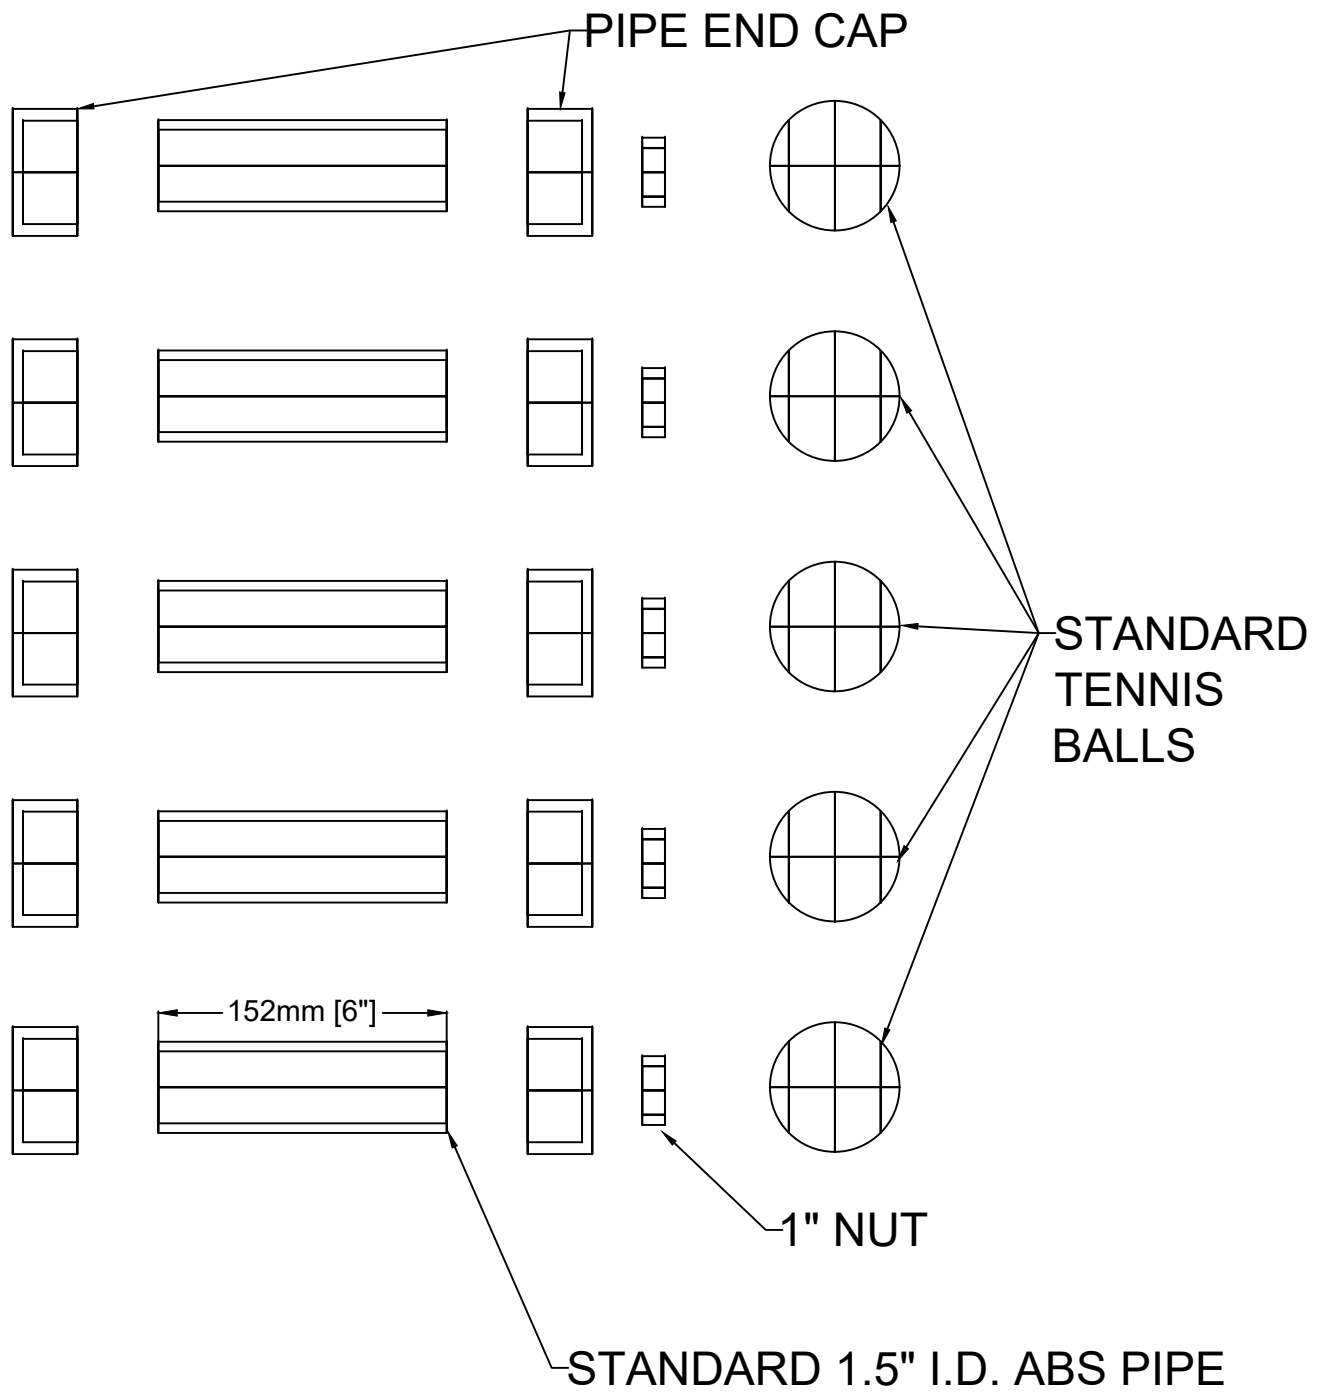 PIPE END CAP
STANDARD
TENNIS
BALLS
152mm [6"]
1" NUT
STANDARD 1.5" I.D. ABS PIPE